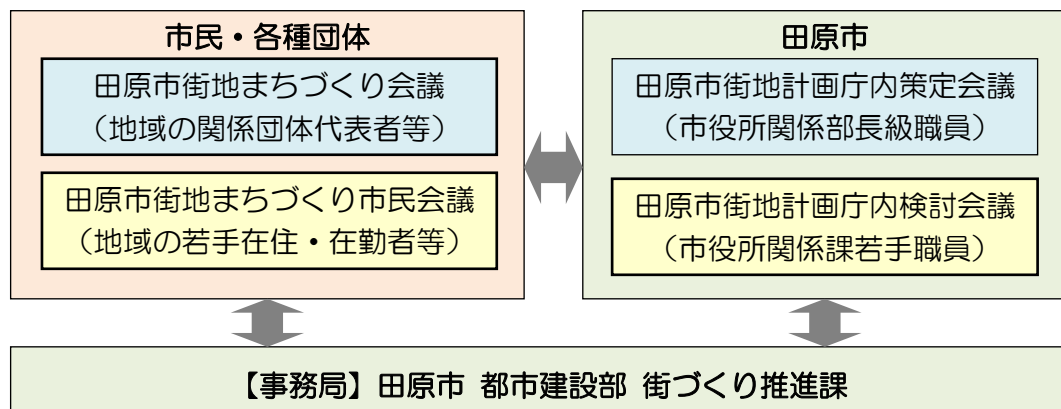 市民・各種団体
田原市街地まちづくり会議
（地域の関係団体代表者等）
田原市街地まちづくり市民会議
（地域の若手在住・在勤者等）
田原市
田原市街地計画庁内策定会議
（市役所関係部長級職員）
田原市街地計画庁内検討会議
（市役所関係課若手職員）
【事務局】田原市 都市建設部 街づくり推進課